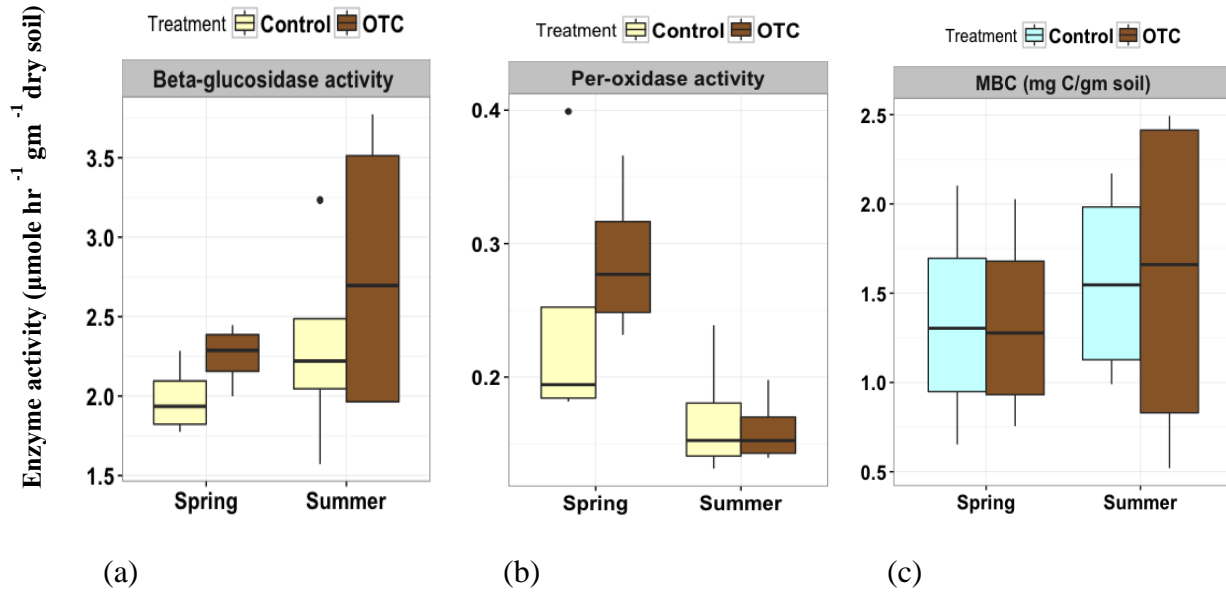 Enzyme activity (µmole hr ⁻¹ gm ⁻¹ dry soil)
Treatment Control OTC
Beta-glucosidase activity
3.5
3.0
2.5
2.0
1.5
Spring Summer
(a)
Treatment Control OTC
Per-oxidase activity
0.4
0.3
0.2
Spring Summer
(b)
Treatment Control OTC
MBC (mg C/gm soil)
2.5
2.0
1.5
1.0
0.5
Spring Summer
(c)